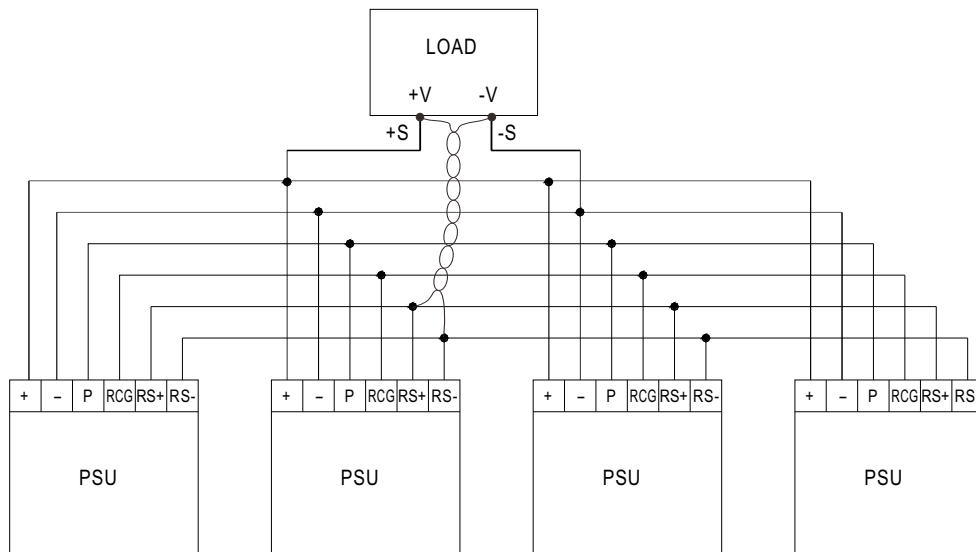 LOAD
+V -V
+S -S
+ – P RCG RS+ RS- + – P RCG RS+ RS- + – P RCG RS+ RS- + – P RCG RS+ RS
PSU PSU PSU PSU